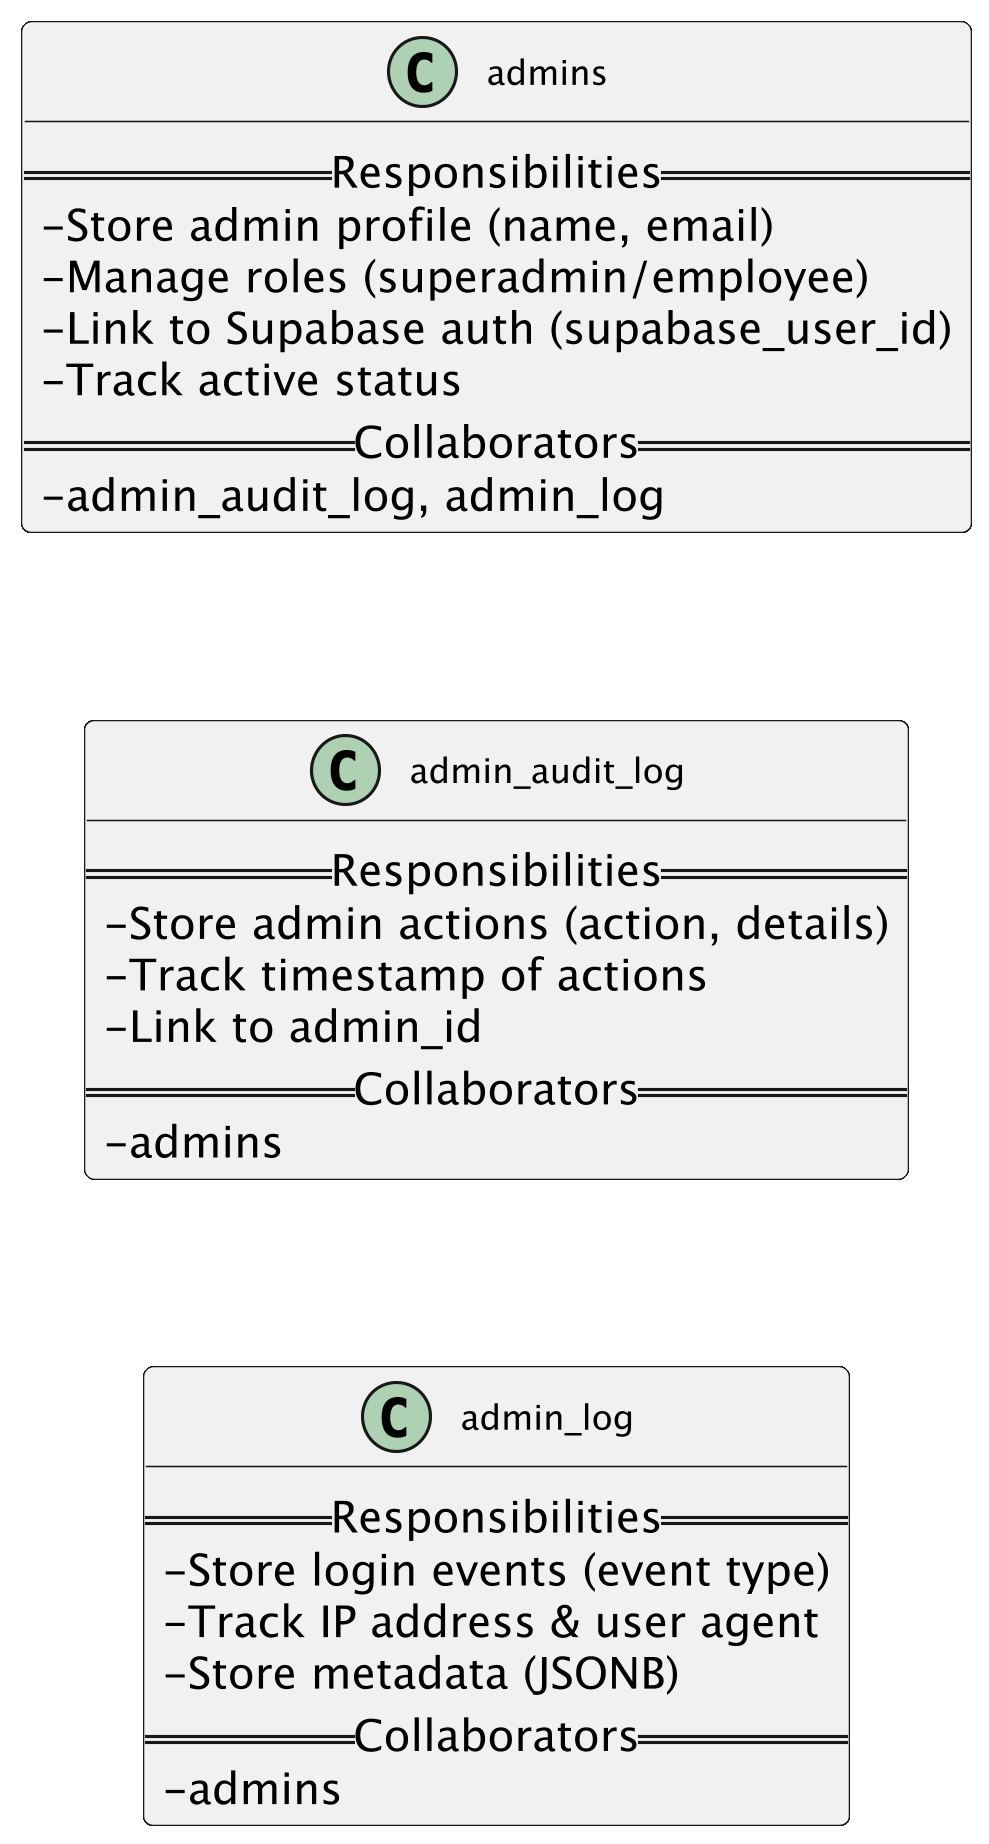 C admins
Responsibilities
-Store admin profile (name, email)
-Manage roles (superadmin/employee)
-Link to Supabase auth (supabase_user_id)
-Track active status
Collaborators
-admin_audit_log, admin_log
C admin_audit_log
Responsibilities
-Store admin actions (action, details)
-Track timestamp of actions
-Link to admin_id
Collaborators
-admins
C admin_log
Responsibilities
-Store login events (event type)
-Track IP address & user agent
-Store metadata (JSONB)
Collaborators
-admins